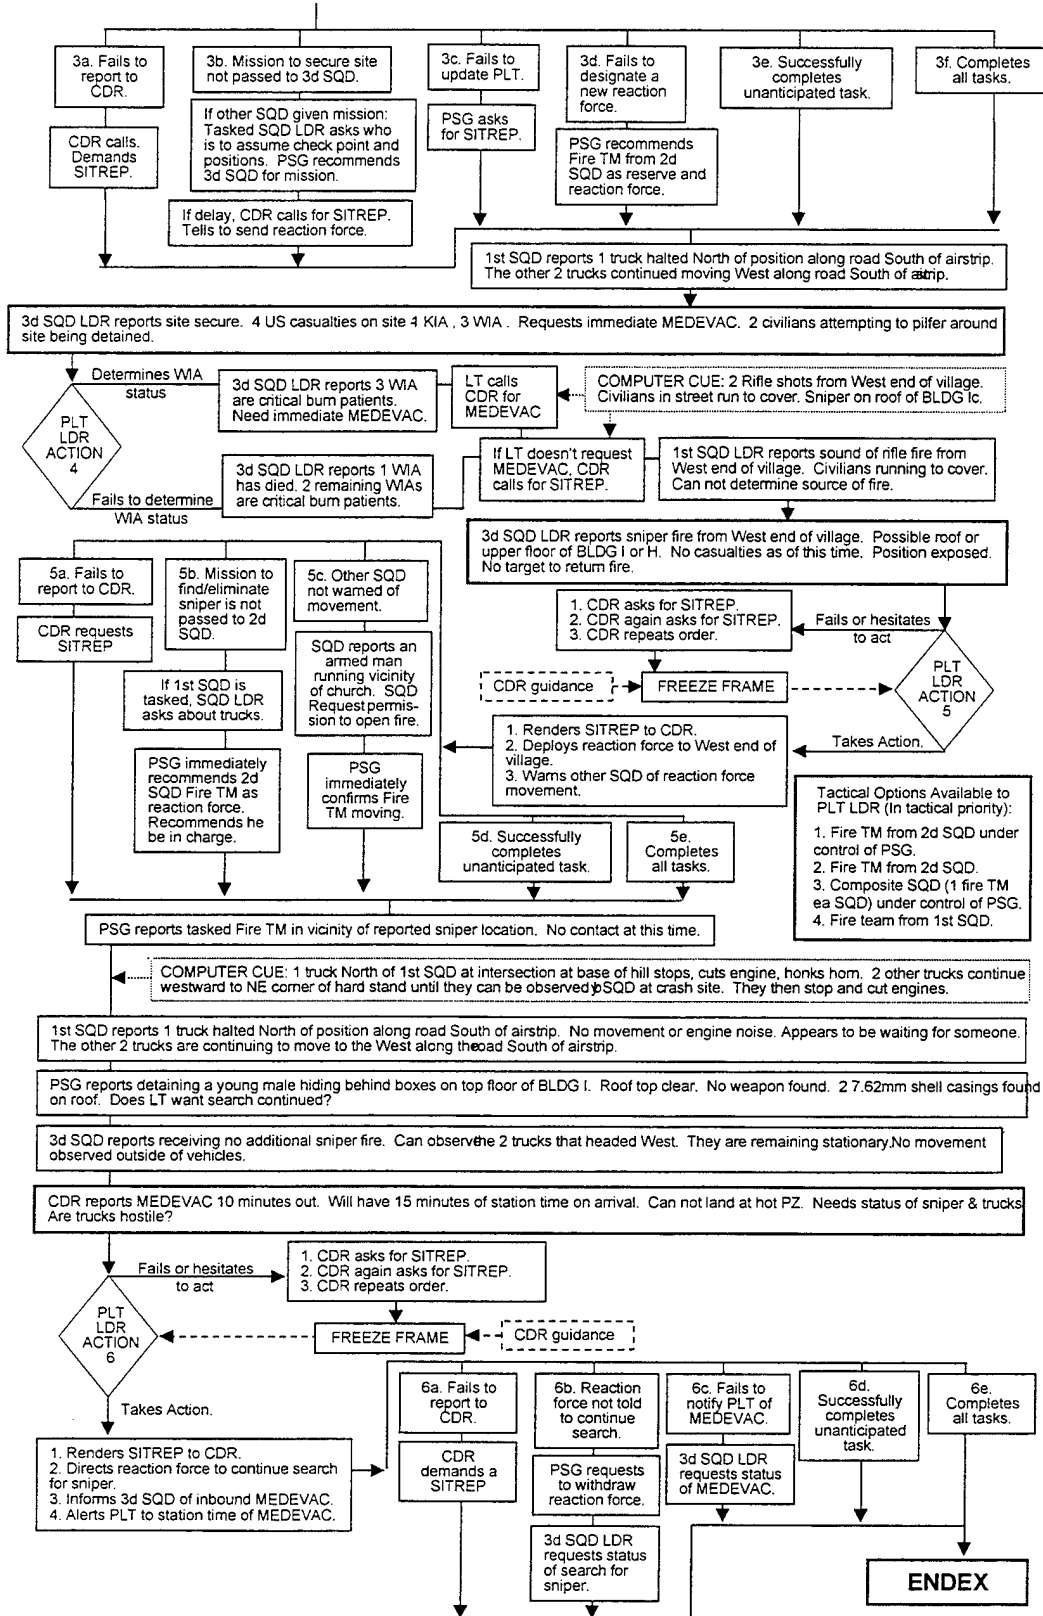 3a. Fails to
report to
CDR.
3b. Mission to secure site
not passed to 3d SQD.
3c. Fails to
update PLT.
3d. Fails to
designate a
new reaction
force.
3e. Successfully
completes
unanticipated task.
3f. Completes
all tasks.
CDR calls.
Demands
SITREP.
If other SQD given mission:
Tasked SQD LDR asks who
is to assume check point and
positions. PSG recommends
3d SQD for mission.
PSG asks
for SITREP.
PSG recommends
Fire TM from 2d
SQD as reserve and
reaction force.
If delay, CDR calls for SITREP.
Tells to send reaction force.
1st SQD reports 1 truck halted North of position along road South of airstrip.
The other 2 trucks continued moving West along road South of airstrip.
3d SQD LDR reports site secure. 4 US casualties on site 1 KIA , 3 WIA . Requests immediate MEDEVAC. 2 civilians attempting to pilfer around
site being detained.
Determines WIA
status
3d SQD LDR reports 3 WIA
are critical burn patients.
Need immediate MEDEVAC.
LT calls
CDR for
MEDEVAC
COMPUTER CUE: 2 Rifle shots from West end of village.
Civilians in street run to cover. Sniper on roof of BLDG Ic.
PLT
LDR
ACTION
4
Fails to determine
WIA status
3d SQD LDR reports 1 WIA
has died. 2 remaining WIAs
are critical burn patients.
If LT doesn't request
MEDEVAC, CDR
calls for SITREP.
1st SQD LDR reports sound of rifle fire from
West end of village. Civilians running to cover.
Can not determine source of fire.
3d SQD LDR reports sniper fire from West end of village. Possible roof or
upper floor of BLDG I or H. No casualties as of this time. Position exposed.
No target to return fire.
5a. Fails to
report to CDR.
5b. Mission to
find/eliminate
sniper is not
passed to 2d
SQD.
5c. Other SQD
not warned of
movement.
1. CDR asks for SITREP.
2. CDR again asks for SITREP.
3. CDR repeats order.
Fails or hesitates
to act
CDR requests
SITREP
SQD reports an
armed man
running vicinity
of church. SQD
Request permis-
sion to open fire.
CDR guidance
FREEZE FRAME
PLT
LDR
ACTION
5
If 1st SQD is
tasked, SQD LDR
asks about trucks.
1. Renders SITREP to CDR.
2. Deploys reaction force to West end of
village.
3. Warns other SQD of reaction force
movement.
Takes Action.
PSG immediately
recommends 2d
SQD Fire TM as
reaction force.
Recommends he
be in charge.
PSG
immediately
confirms Fire
TM moving.
5d. Successfully
completes
unanticipated task.
5e.
Completes
all tasks.
Tactical Options Available to
PLT LDR (In tactical priority):
1. Fire TM from 2d SQD under
control of PSG.
2. Fire TM from 2d SQD.
3. Composite SQD (1 fire TM
ea SQD) under control of PSG.
4. Fire team from 1st SQD.
PSG reports tasked Fire TM in vicinity of reported sniper location. No contact at this time.
COMPUTER CUE: 1 truck North of 1st SQD at intersection at base of hill stops, cuts engine, honks horn. 2 other trucks continue
westward to NE corner of hard stand until they can be observed by SQD at crash site. They then stop and cut engines.
1st SQD reports 1 truck halted North of position along road South of airstrip. No movement or engine noise. Appears to be waiting for someone.
The other 2 trucks are continuing to move to the West along the road South of airstrip.
PSG reports detaining a young male hiding behind boxes on top floor of BLDG I. Roof top clear. No weapon found. 2 7.62mm shell casings found
on roof. Does LT want search continued?
3d SQD reports receiving no additional sniper fire. Can observe the 2 trucks that headed West. They are remaining stationary.No movement
observed outside of vehicles.
CDR reports MEDEVAC 10 minutes out. Will have 15 minutes of station time on arrival. Can not land at hot PZ. Needs status of sniper & trucks
Are trucks hostile?
Fails or hesitates
to act
1. CDR asks for SITREP.
2. CDR again asks for SITREP.
3. CDR repeats order.
PLT
LDR
ACTION
6
FREEZE FRAME
CDR guidance
Takes Action.
6a. Fails to
report to
CDR.
6b. Reaction
force not told
to continue
search.
6c. Fails to
notify PLT of
MEDEVAC.
6d.
Successfully
completes
unanticipated
task.
6e.
Completes
all tasks.
1. Renders SITREP to CDR.
2. Directs reaction force to continue search
for sniper.
3. Informs 3d SQD of inbound MEDEVAC.
4. Alerts PLT to station time of MEDEVAC.
CDR
demands a
SITREP
PSG requests
to withdraw
reaction force.
3d SQD LDR
requests status
of MEDEVAC.
3d SQD LDR
requests status
of search for
sniper.
ENDEX